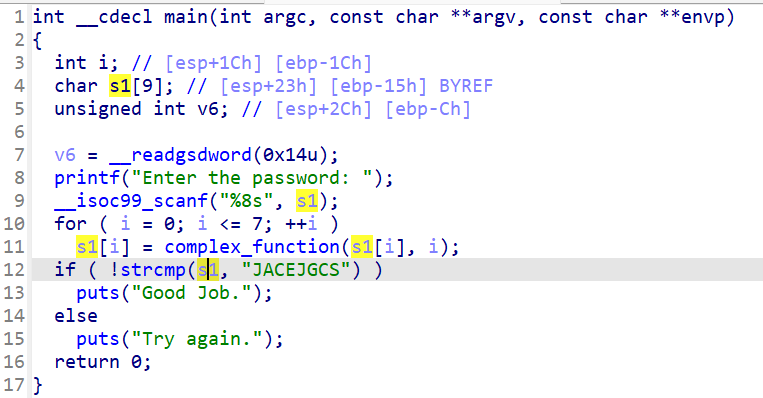 1 int __cdecl main(int argc, const char **argv, const char **envp)
2 {
3   int i; // [esp+1Ch] [ebp-1Ch]
4   char s1[9]; // [esp+23h] [ebp-15h] BYREF
5   unsigned int v6; // [esp+2Ch] [ebp-Ch]
6
7   v6 = __readgsdword(0x14u);
8   printf("Enter the password: ");
9   __isoc99_scanf("%8s", s1);
10   for ( i = 0; i <= 7; ++i )
11     s1[i] = complex_function(s1[i], i);
12   if ( !strcmp(s1, "JACEJGCS") )
13     puts("Good Job.");
14   else
15     puts("Try again.");
16   return 0;
17 }